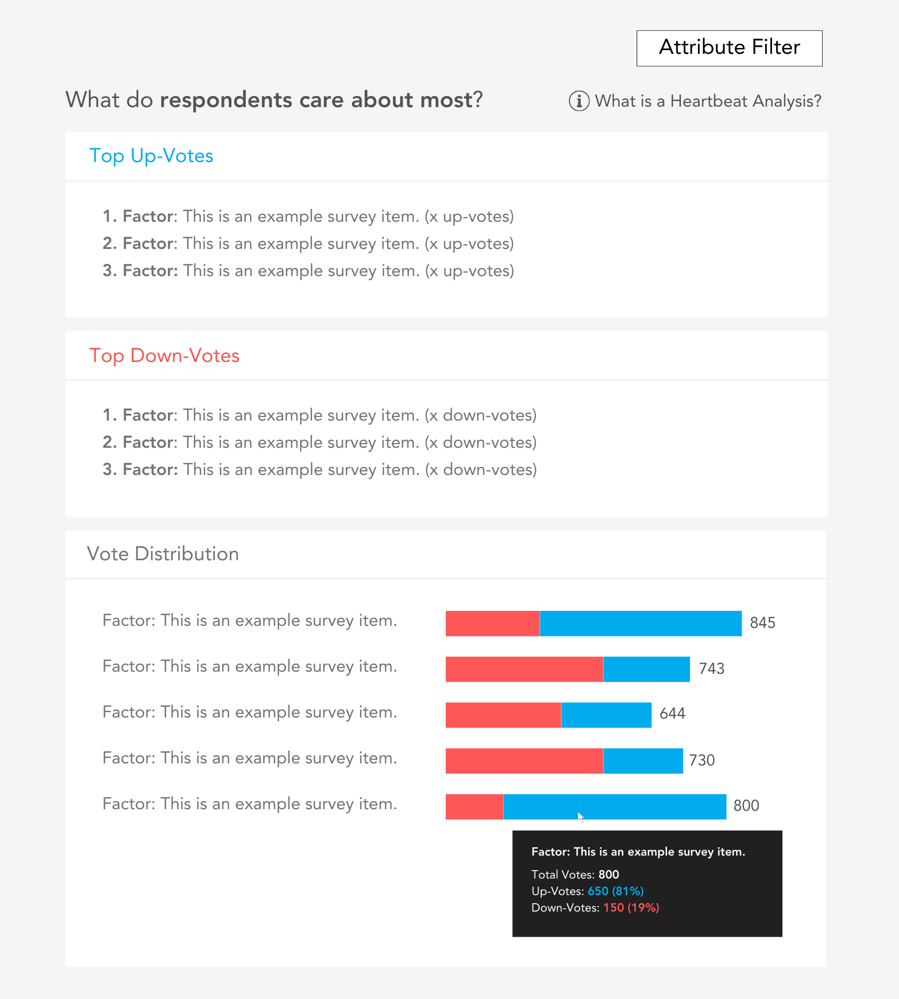 Attribute Filter
What do respondents care about most?
What is a Heartbeat Analysis?
Top Up-Votes
1. Factor: This is an example survey item. (x up-votes)
2. Factor: This is an example survey item. (x up-votes)
3. Factor: This is an example survey item. (x up-votes)
Top Down-Votes
1. Factor: This is an example survey item. (x down-votes)
2. Factor: This is an example survey item. (x down-votes)
3. Factor: This is an example survey item. (x down-votes)
Vote Distribution
Factor: This is an example survey item. 845
Factor: This is an example survey item. 743
Factor: This is an example survey item. 644
Factor: This is an example survey item. 730
Factor: This is an example survey item. 800
Factor: This is an example survey item.
Total Votes: 800
Up-Votes: 650 (81%)
Down-Votes: 150 (19%)